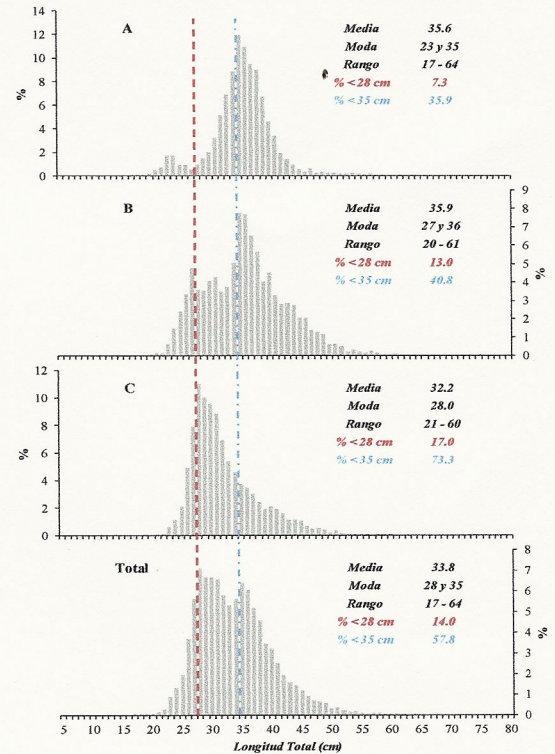 14
12
10
8
6
4
2
0
%
A
Media 35.6
Moda 23 y 35
Rango 17 - 64
% < 28 cm 7.3
% < 35 cm 35.9
9
8
7
6
5
4
3
2
1
0
%
B
Media 35.9
Moda 27 y 36
Rango 20 - 61
% < 28 cm 13.0
% < 35 cm 40.8
12
10
8
6
4
2
0
%
C
Media 32.2
Moda 28.0
Rango 21 - 60
% < 28 cm 17.0
% < 35 cm 73.3
8
7
6
5
4
3
2
1
0
%
Total
Media 33.8
Moda 28 y 35
Rango 17 - 64
% < 28 cm 14.0
% < 35 cm 57.8
5 10 15 20 25 30 35 40 45 50 55 60 65 70 75 80
Longitud Total (cm)